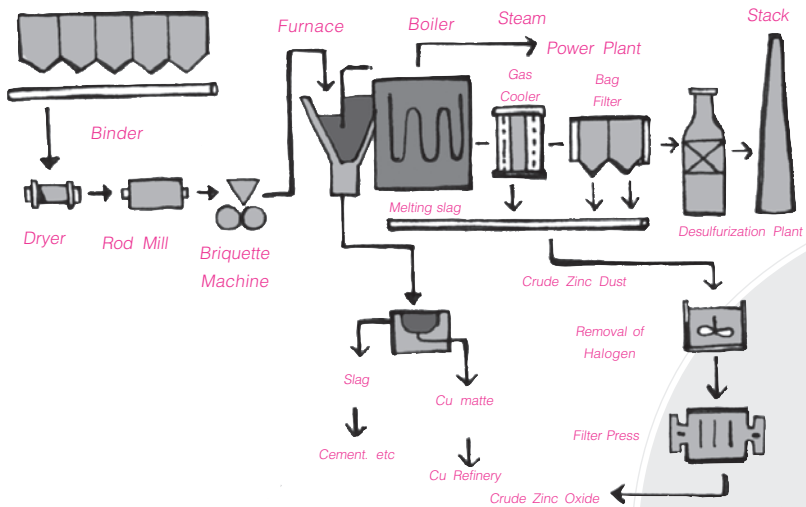 Stack
Furnace
Boiler
Steam
Power Plant
Gas
Cooler
Bag
Filter
Binder
Dryer
Rod Mill
Briquette
Machine
Melting slag
Desulfurization Plant
Crude Zinc Dust
Removal of
Halogen
Slag
Cu matte
Cement. etc
Cu Refinery
Filter Press
Crude Zinc Oxide